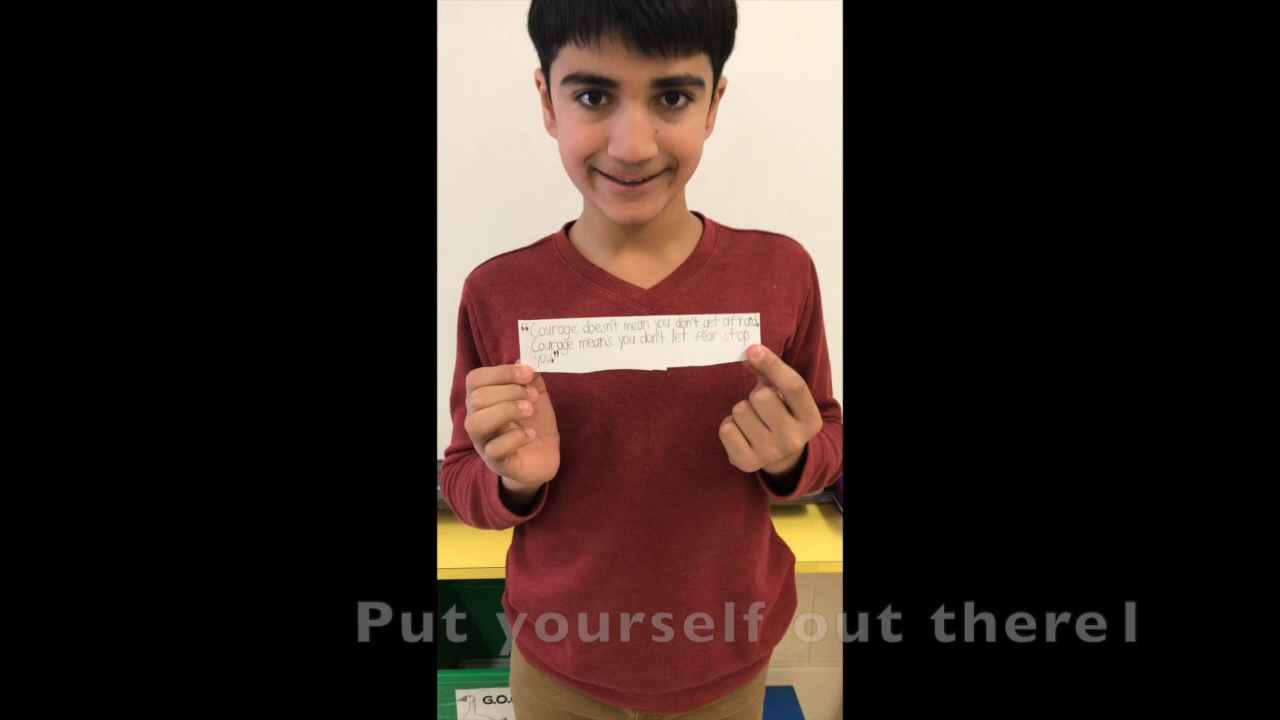 “Courage doesn't mean you don't get afraid.
Courage means you don't let fear stop
you.”
Put yourself out there!
G.O.